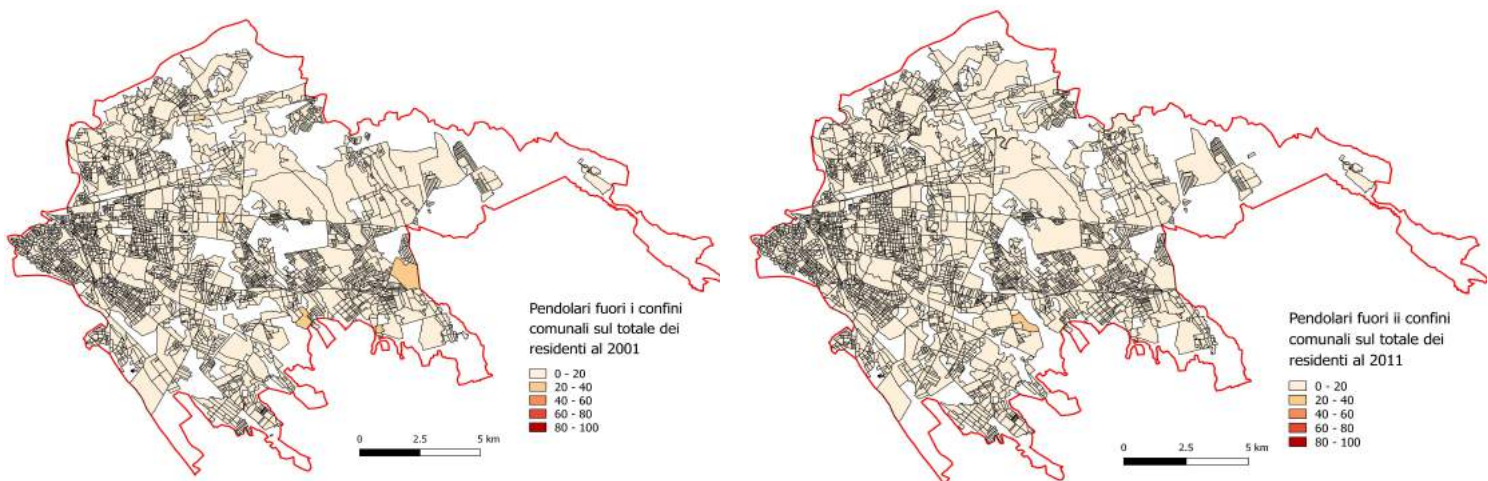 Pendolari fuori i confini
comunali sul totale dei
residenti al 2001
0 - 20
20 - 40
40 - 60
60 - 80
80 - 100
0 2.5 5 km
Pendolari fuori ii confini
comunali sul totale dei
residenti al 2011
0 - 20
20 - 40
40 - 60
60 - 80
80 - 100
0 2.5 5 km